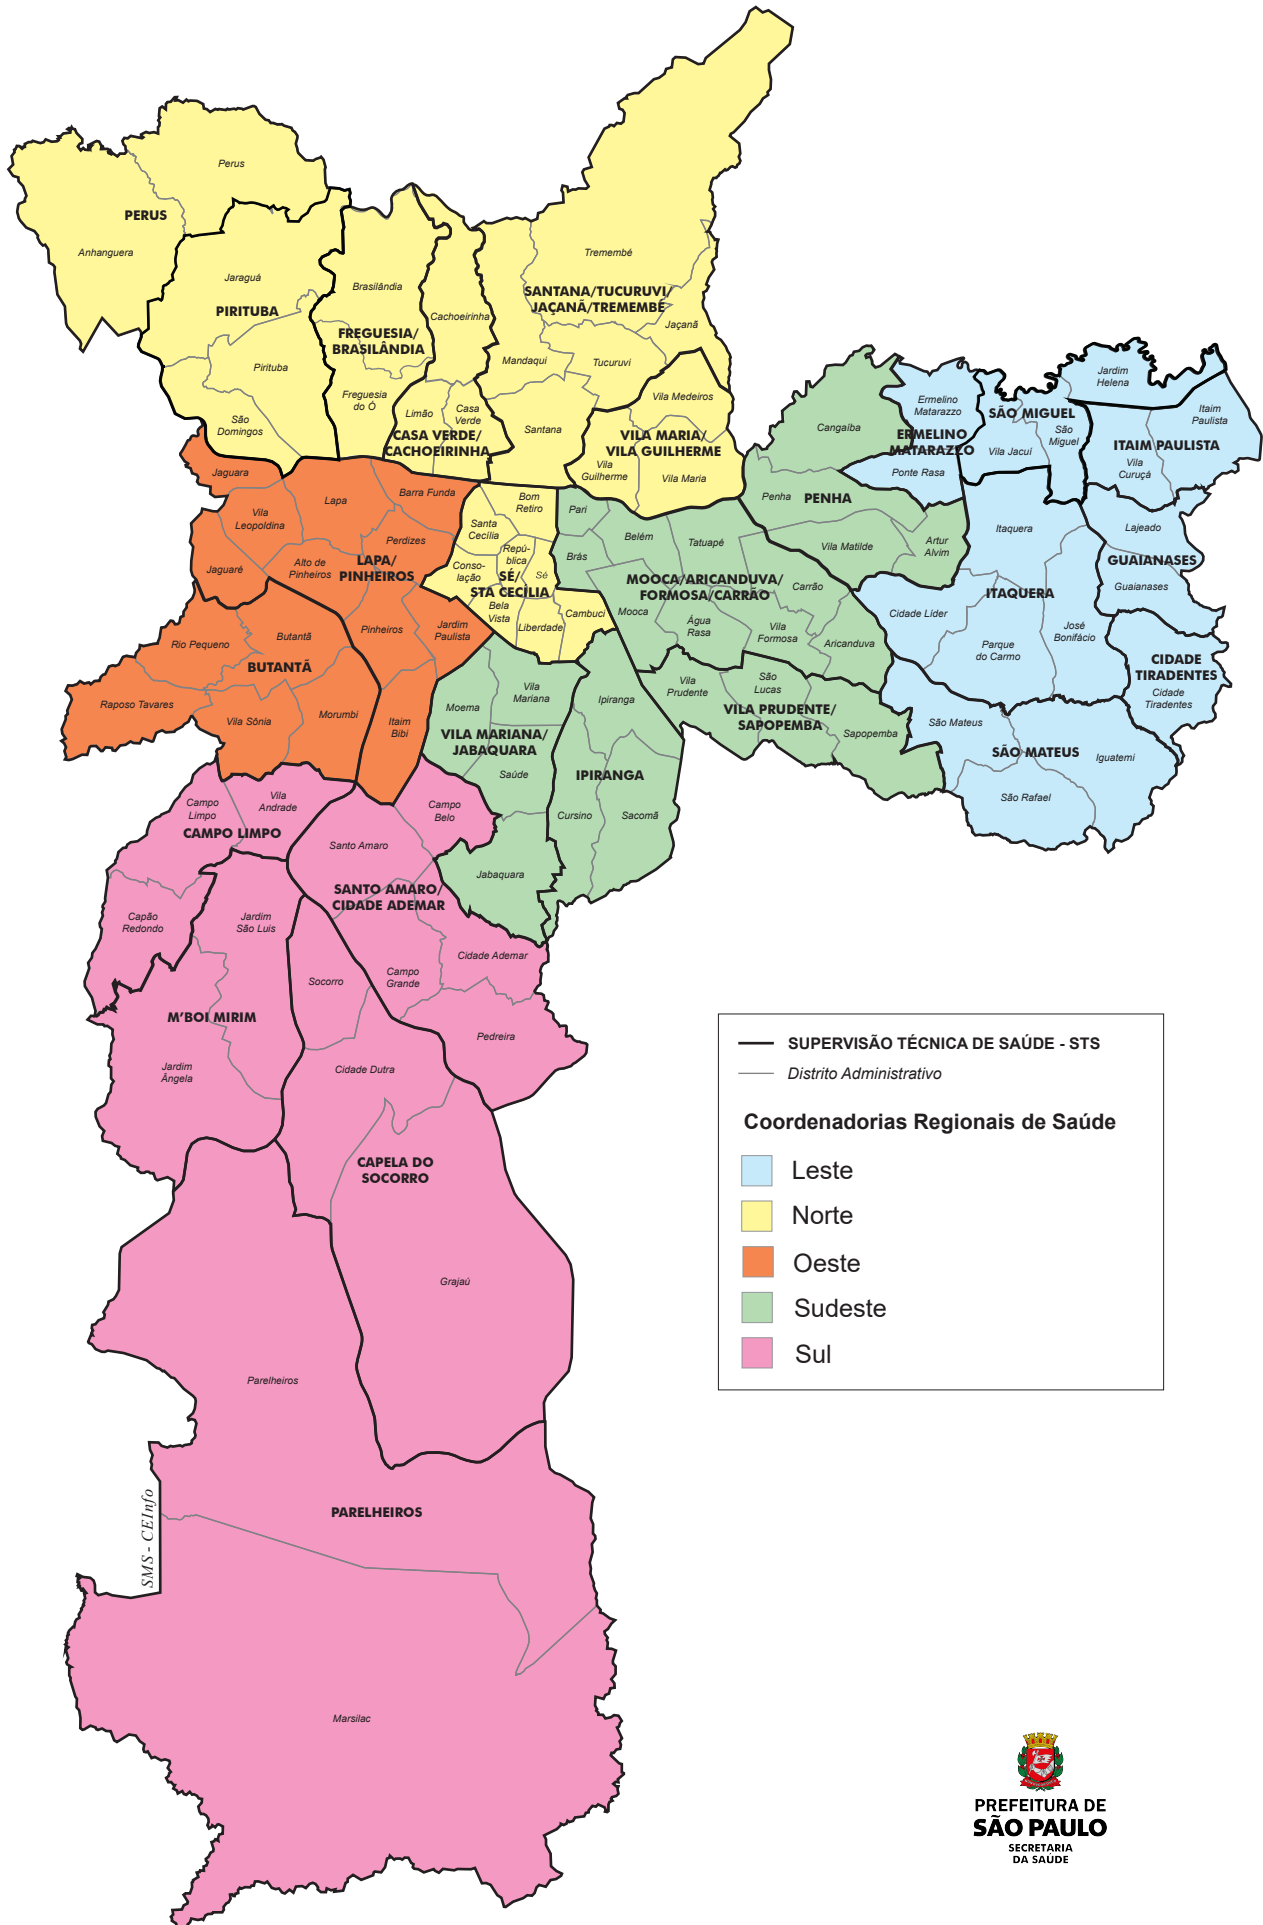 Perus
PERUS
Anhanguera
Jaraguá
PIRITUBA
Pirituba
São
Domingos
Brasilândia
FREGUESIA/
BRASILÂNDIA
Freguesia
do Ó
Cachoeirinha
Limão
Casa
Verde
CASA VERDE/
CACHOEIRINHA
Tremembé
SANTANA/TUCURUVI/
JAÇANÃ/TREMEMBÉ
Jaçanã
Mandaqui
Tucuruvi
Santana
Vila Medeiros
VILA MARIA/
VILA GUILHERME
Vila
Guilherme
Vila Maria
Jaguara
Lapa
Barra Funda
Vila
Leopoldina
Perdizes
Jaguaré
Alto de
Pinheiros
LAPA/
PINHEIROS
Pinheiros
Jardim
Paulista
Itaim
Bibi
Rio Pequeno
Butantã
BUTANTÃ
Raposo Tavares
Vila Sônia
Morumbi
Bom
Retiro
Santa
Cecília
Repú-
blica
Conso-
lação
Sé
SÉ/
STA CECÍLIA
Bela
Vista
Liberdade
Cambuci
Pari
Brás
Belém
Tatuapé
MOOCA/ARICANDUVA/
FORMOSA/CARRÃO
Carrão
Mooca
Água
Rasa
Vila
Formosa
Aricanduva
Cangaíba
Penha
PENHA
Vila Matilde
Artur
Alvim
Vila
Prudente
São
Lucas
VILA PRUDENTE/
SAPOPEMBA
Sapopemba
Vila
Mariana
Moema
VILA MARIANA/
JABAQUARA
Saúde
Jabaquara
Ipiranga
IPIRANGA
Cursino
Sacomã
Ermelino
Matarazzo
ERMELINO
MATARAZZO
Ponte Rasa
SÃO MIGUEL
Vila Jacuí
São
Miguel
Jardim
Helena
Itaim
Paulista
ITAIM PAULISTA
Vila
Curuçá
Itaquera
ITAQUERA
Cidade Líder
Parque
do Carmo
José
Bonifácio
Lajeado
GUAIANASES
Guaianases
CIDADE
TIRADENTES
Cidade
Tiradentes
São Mateus
SÃO MATEUS
Iguatemi
São Rafael
Campo
Limpo
Vila
Andrade
CAMPO LIMPO
Capão
Redondo
Jardim
São Luis
M'BOI MIRIM
Jardim
Ângela
Campo
Belo
Santo Amaro
SANTO AMARO/
CIDADE ADEMAR
Campo
Grande
Cidade Ademar
Pedreira
Socorro
Cidade Dutra
CAPELA DO
SOCORRO
Grajaú
Parelheiros
PARELHEIROS
Marsilac
SMS - CEInfo
SUPERVISÃO TÉCNICA DE SAÚDE - STS
Distrito Administrativo
Coordenadorias Regionais de Saúde
Leste
Norte
Oeste
Sudeste
Sul
PREFEITURA DE
SÃO PAULO
SECRETARIA
DA SAÚDE